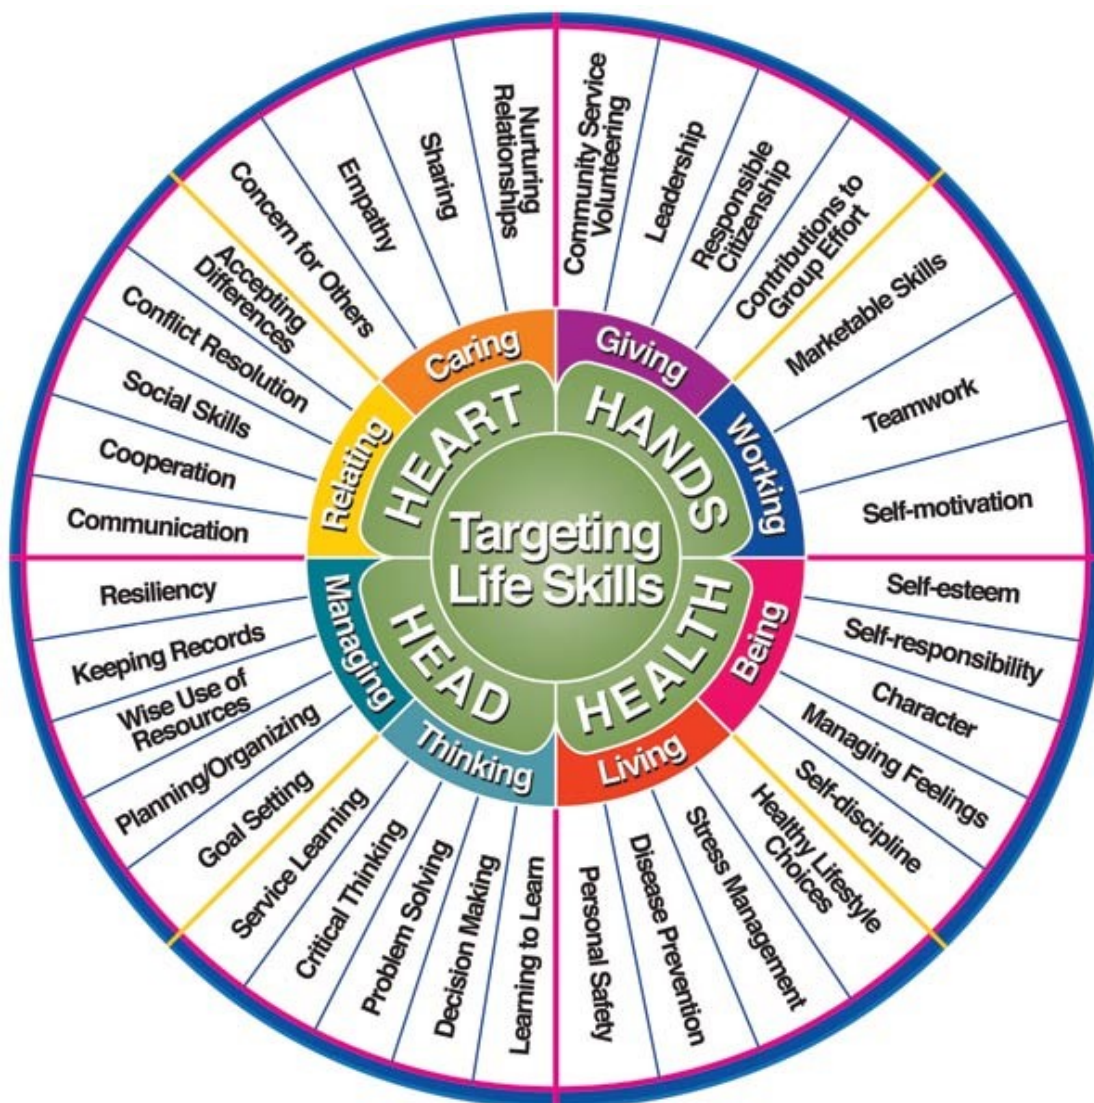 Targeting
Life Skills
HEART
HANDS
HEALTH
HEAD
Caring
Giving
Working
Being
Living
Thinking
Managing
Relating
Community Service
Volunteering
Leadership
Responsible
Citizenship
Contributions to
Group Effort
Marketable Skills
Teamwork
Self-motivation
Self-esteem
Self-responsibility
Character
Managing Feelings
Self-discipline
Healthy Lifestyle
Choices
Stress Management
Disease Prevention
Personal Safety
Learning to Learn
Decision Making
Problem Solving
Critical Thinking
Service Learning
Goal Setting
Planning/Organizing
Wise Use of
Resources
Keeping Records
Resiliency
Communication
Cooperation
Social Skills
Conflict Resolution
Accepting
Differences
Concern for Others
Empathy
Sharing
Nurturing
Relationships